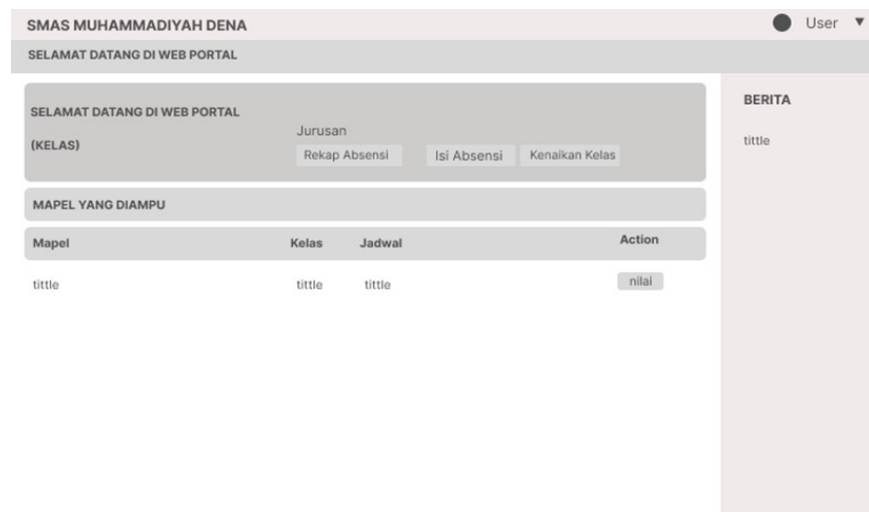 SMAS MUHAMMADIYAH DENA
User
SELAMAT DATANG DI WEB PORTAL
SELAMAT DATANG DI WEB PORTAL
(KELAS)
Jurusan
Rekap Absensi
Isi Absensi
Kenaikan Kelas
MAPEL YANG DIAMPU
Mapel Kelas Jadwal Action
tittle tittle tittle nilai
BERITA
tittle